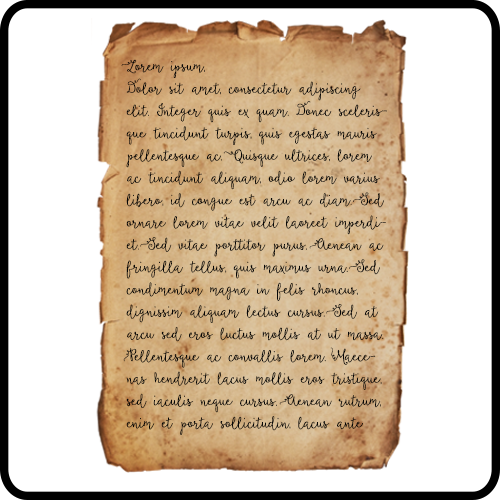 Lorem ipsum,
Dolor sit amet, consectetur adipiscing
elit. Integer quis ex quam. Donec sceleris
que tincidunt turpis, quis egestas mauris
pellentesque ac. Quisque ultrices, lorem
ac tincidunt aliquam, odio lorem varius
libero, id congue est arcu ac diam. Sed
ornare lorem vitae velit laoreet imperdi-
et. Sed vitae porttitor purus. Aenean ac
fringilla tellus, quis maximus urna. Sed
condimentum magna in felis rhoncus,
dignissim aliquam lectus cursus. Sed at
arcu sed eros luctus mollis at ut massa.
Pellentesque ac convallis lorem. Maece-
nas hendrerit lacus mollis eros tristique,
sed iaculis neque cursus. Aenean rutrum,
enim et porta sollicitudin, lacus ante